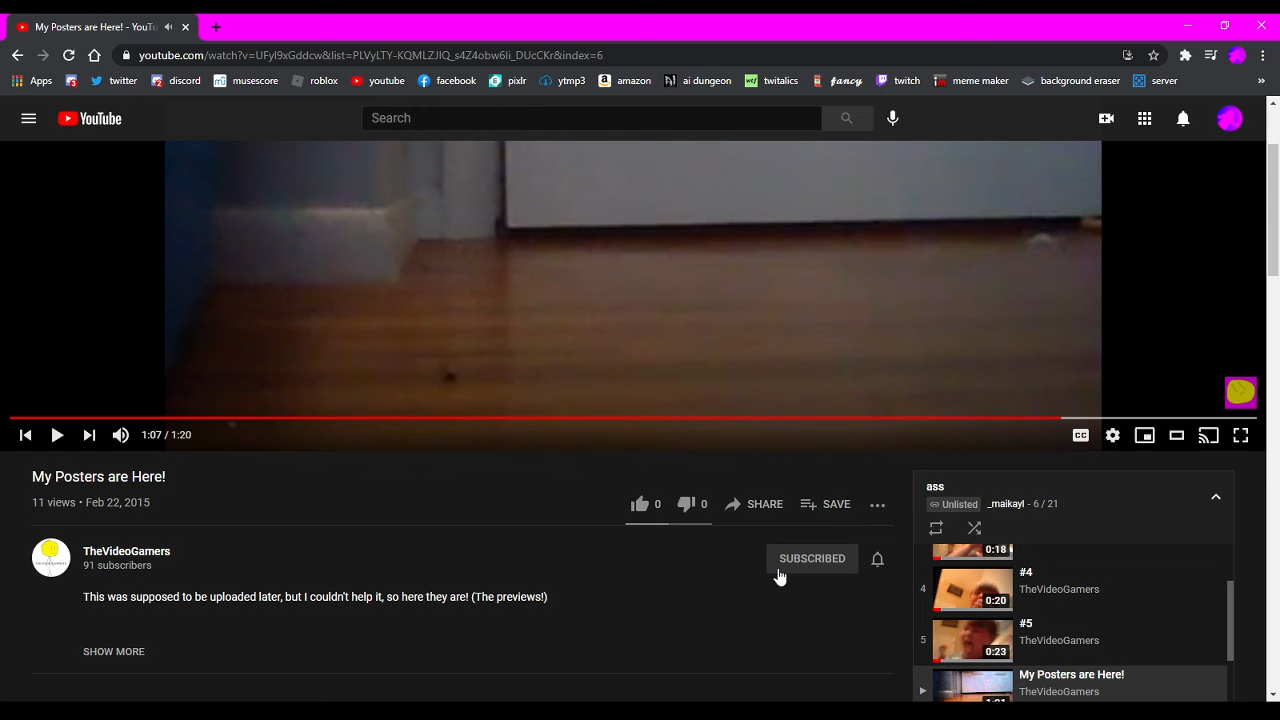 My Posters are Here! - YouTu
youtube.com/watch?v=UFyI9xGddcw&list=PLVyLTY-KQMLZJIQ_s4Z4obw6Ii_DUcCKr&index=6
Apps twitter discord musescore roblox youtube facebook pixlr ytmp3 amazon ai dungeon twitalics fancy twitch meme maker background eraser server »
YouTube
Search
1:07 / 1:20
CC
My Posters are Here!
11 views • Feb 22, 2015
0 0 SHARE SAVE
TheVideoGamers
91 subscribers
SUBSCRIBED
This was supposed to be uploaded later, but I couldn't help it, so here they are! (The previews!)
SHOW MORE
ass
Unlisted _maikayl - 6 / 21
0:18
4
0:20
#4
TheVideoGamers
5
0:23
#5
TheVideoGamers
My Posters are Here!
TheVideoGamers